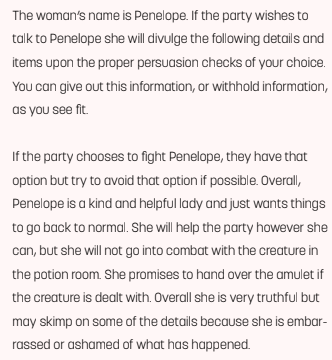 The woman's name is Penelope. If the party wishes to
talk to Penelope she will divulge the following details and
items upon the proper persuasion checks of your choice.
You can give out this information, or withhold information,
as you see fit.
If the party chooses to fight Penelope, they have that
option but try to avoid that option if possible. Overall,
Penelope is a kind and helpful lady and just wants things
to go back to normal. She will help the party however she
can, but she will not go into combat with the creature in
the potion room. She promises to hand over the amulet if
the creature is dealt with. Overall she is very truthful but
may skimp on some of the details because she is embar-
rassed or ashamed of what has happened.